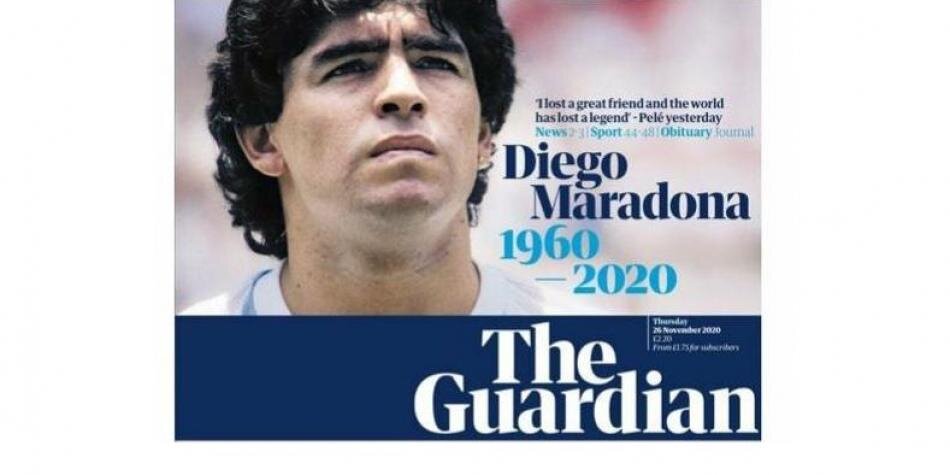 'I lost a great friend and the world
has lost a legend' - Pelé yesterday
News 2-3 | Sport 44-48 | Obituary Journal
Diego
Maradona
1960
— 2020
Thursday
26 November 2020
£2.20
From £1.75 for subscribers
The
Guardian